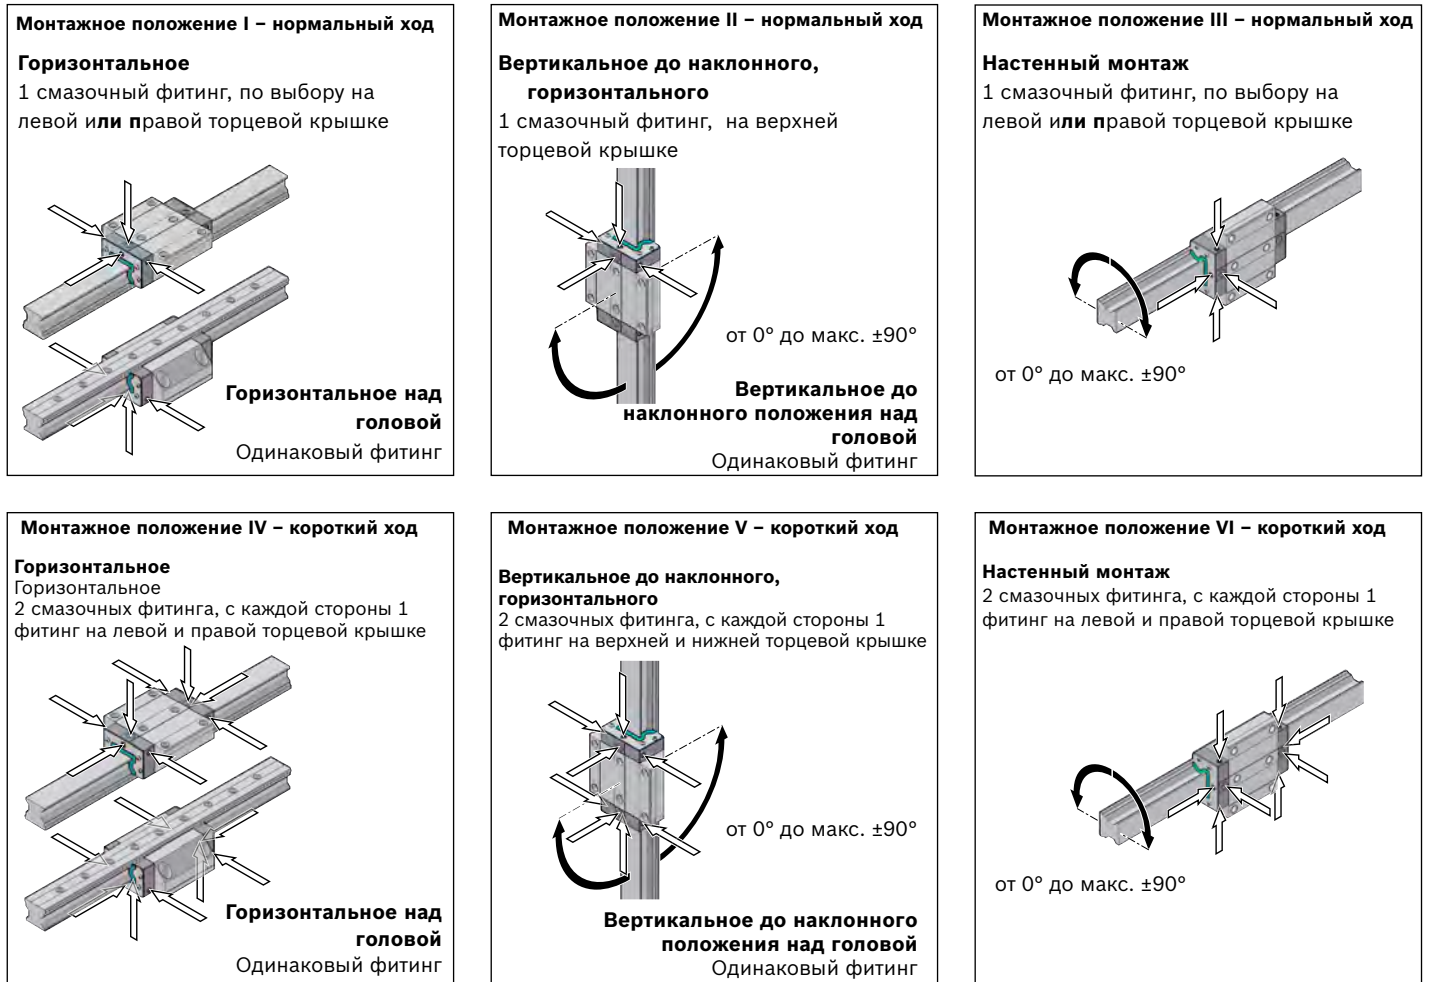 Монтажное положение I – нормальный ход
Горизонтальное
1 смазочный фитинг, по выбору на
левой или правой торцевой крышке
Горизонтальное над
головой
Одинаковый фитинг
Монтажное положение II – нормальный ход
Вертикальное до наклонного,
горизонтального
1 смазочный фитинг, на верхней
торцевой крышке
от 0° до макс. ±90°
Вертикальное до
наклонного положения над
головой
Одинаковый фитинг
Монтажное положение III – нормальный ход
Настенный монтаж
1 смазочный фитинг, по выбору на
левой или правой торцевой крышке
от 0° до макс. ±90°
Монтажное положение IV – короткий ход
Горизонтальное
Горизонтальное
2 смазочных фитинга, с каждой стороны 1
фитинг на левой и правой торцевой крышке
Горизонтальное над
головой
Одинаковый фитинг
Монтажное положение V – короткий ход
Вертикальное до наклонного,
горизонтального
2 смазочных фитинга, с каждой стороны 1
фитинг на верхней и нижней торцевой крышке
от 0° до макс. ±90°
Вертикальное до наклонного
положения над головой
Одинаковый фитинг
Монтажное положение VI – короткий ход
Настенный монтаж
2 смазочных фитинга, с каждой стороны 1
фитинг на левой и правой торцевой крышке
от 0° до макс. ±90°